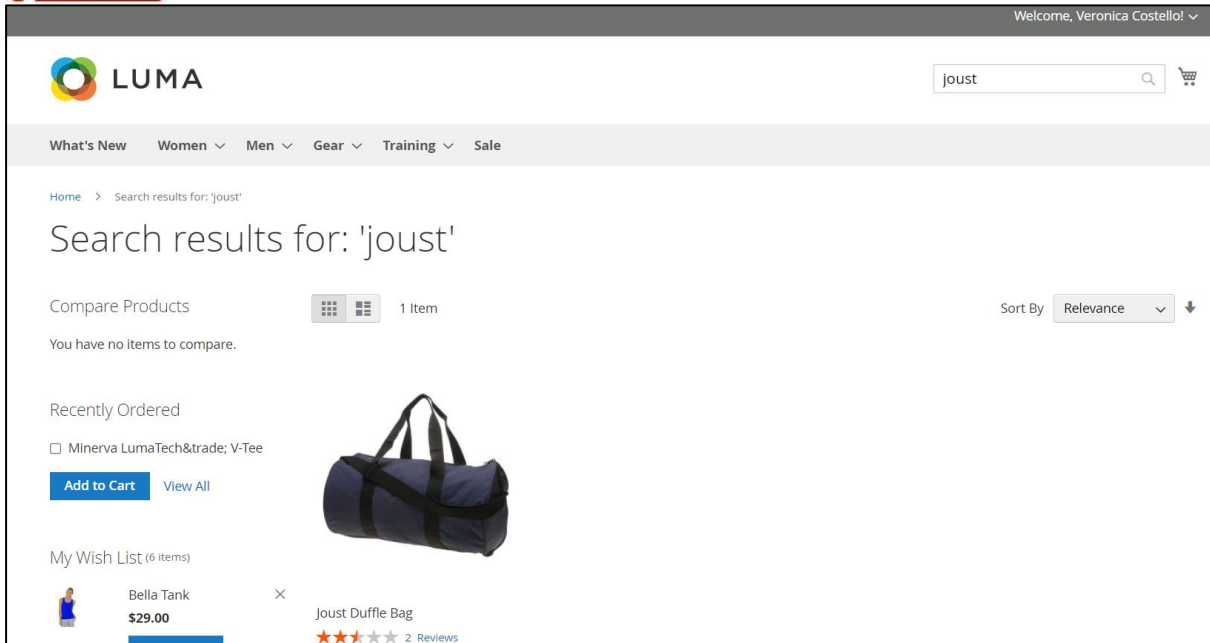 Welcome, Veronica Costello!
LUMA
joust
What's New Women Men Gear Training Sale
Home > Search results for: 'joust'
Search results for: 'joust'
Compare Products
1 Item
Sort By Relevance
You have no items to compare.
Recently Ordered
Minerva LumaTech&trade; V-Tee
Add to Cart View All
My Wish List (6 items)
Bella Tank
$29.00
Joust Duffle Bag
2 Reviews